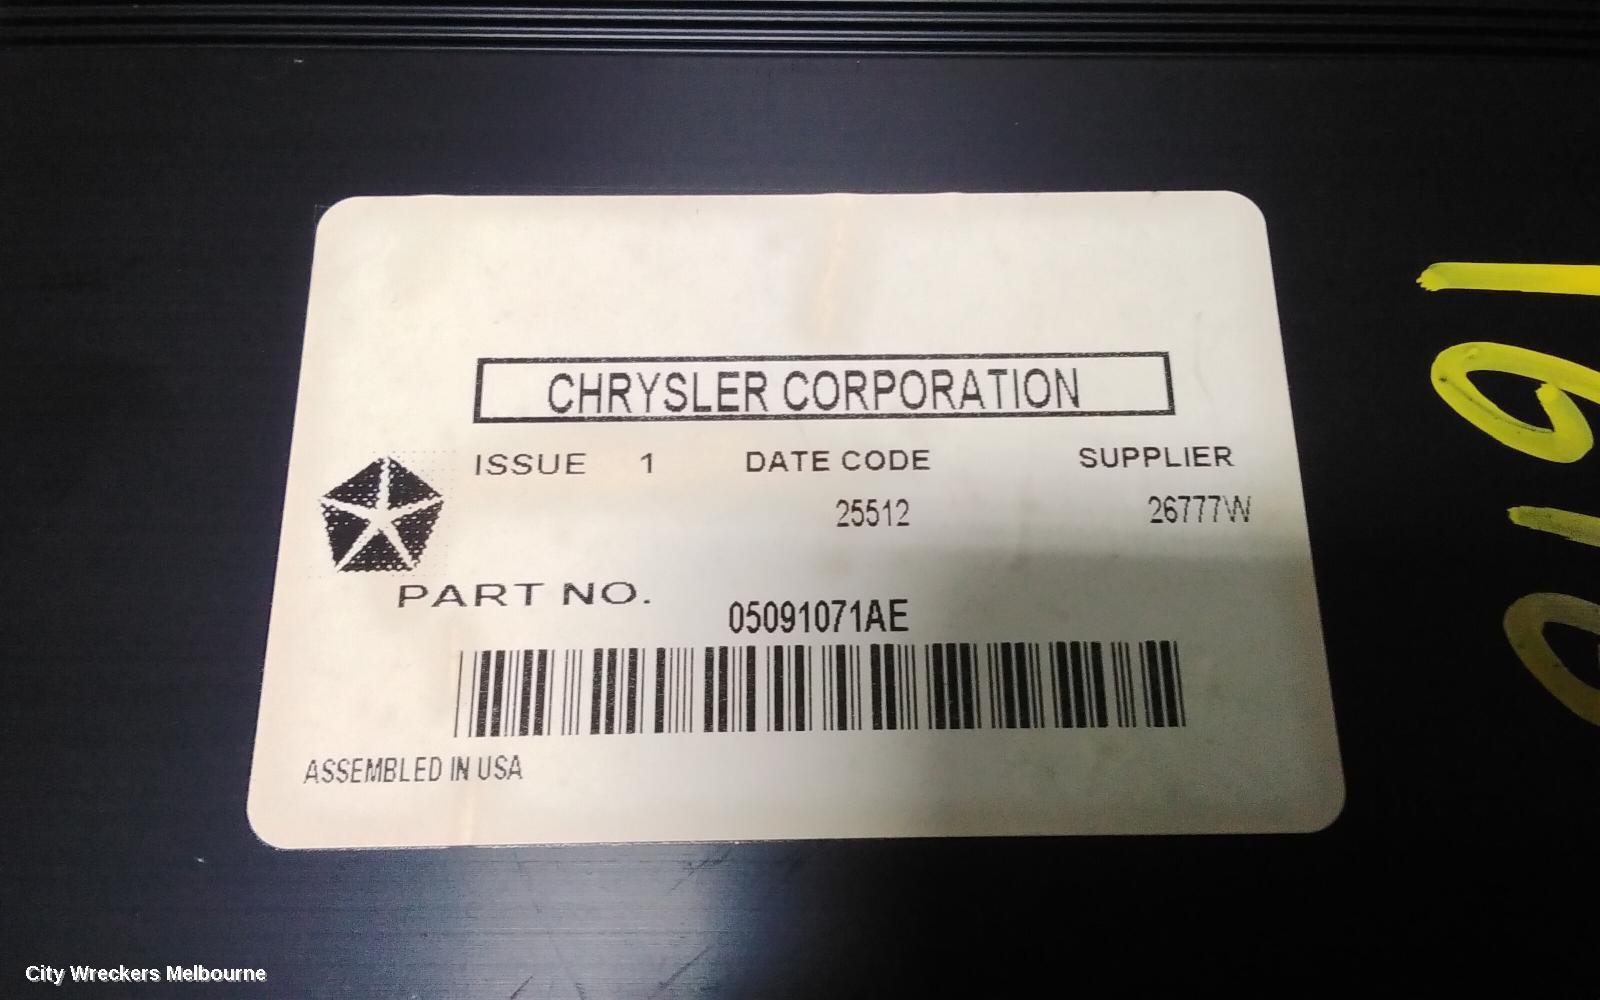 CHRYSLER CORPORATION
ISSUE 1 DATE CODE SUPPLIER
25512 26777W
PART NO. 05091071AE
ASSEMBLED IN USA
City Wreckers Melbourne